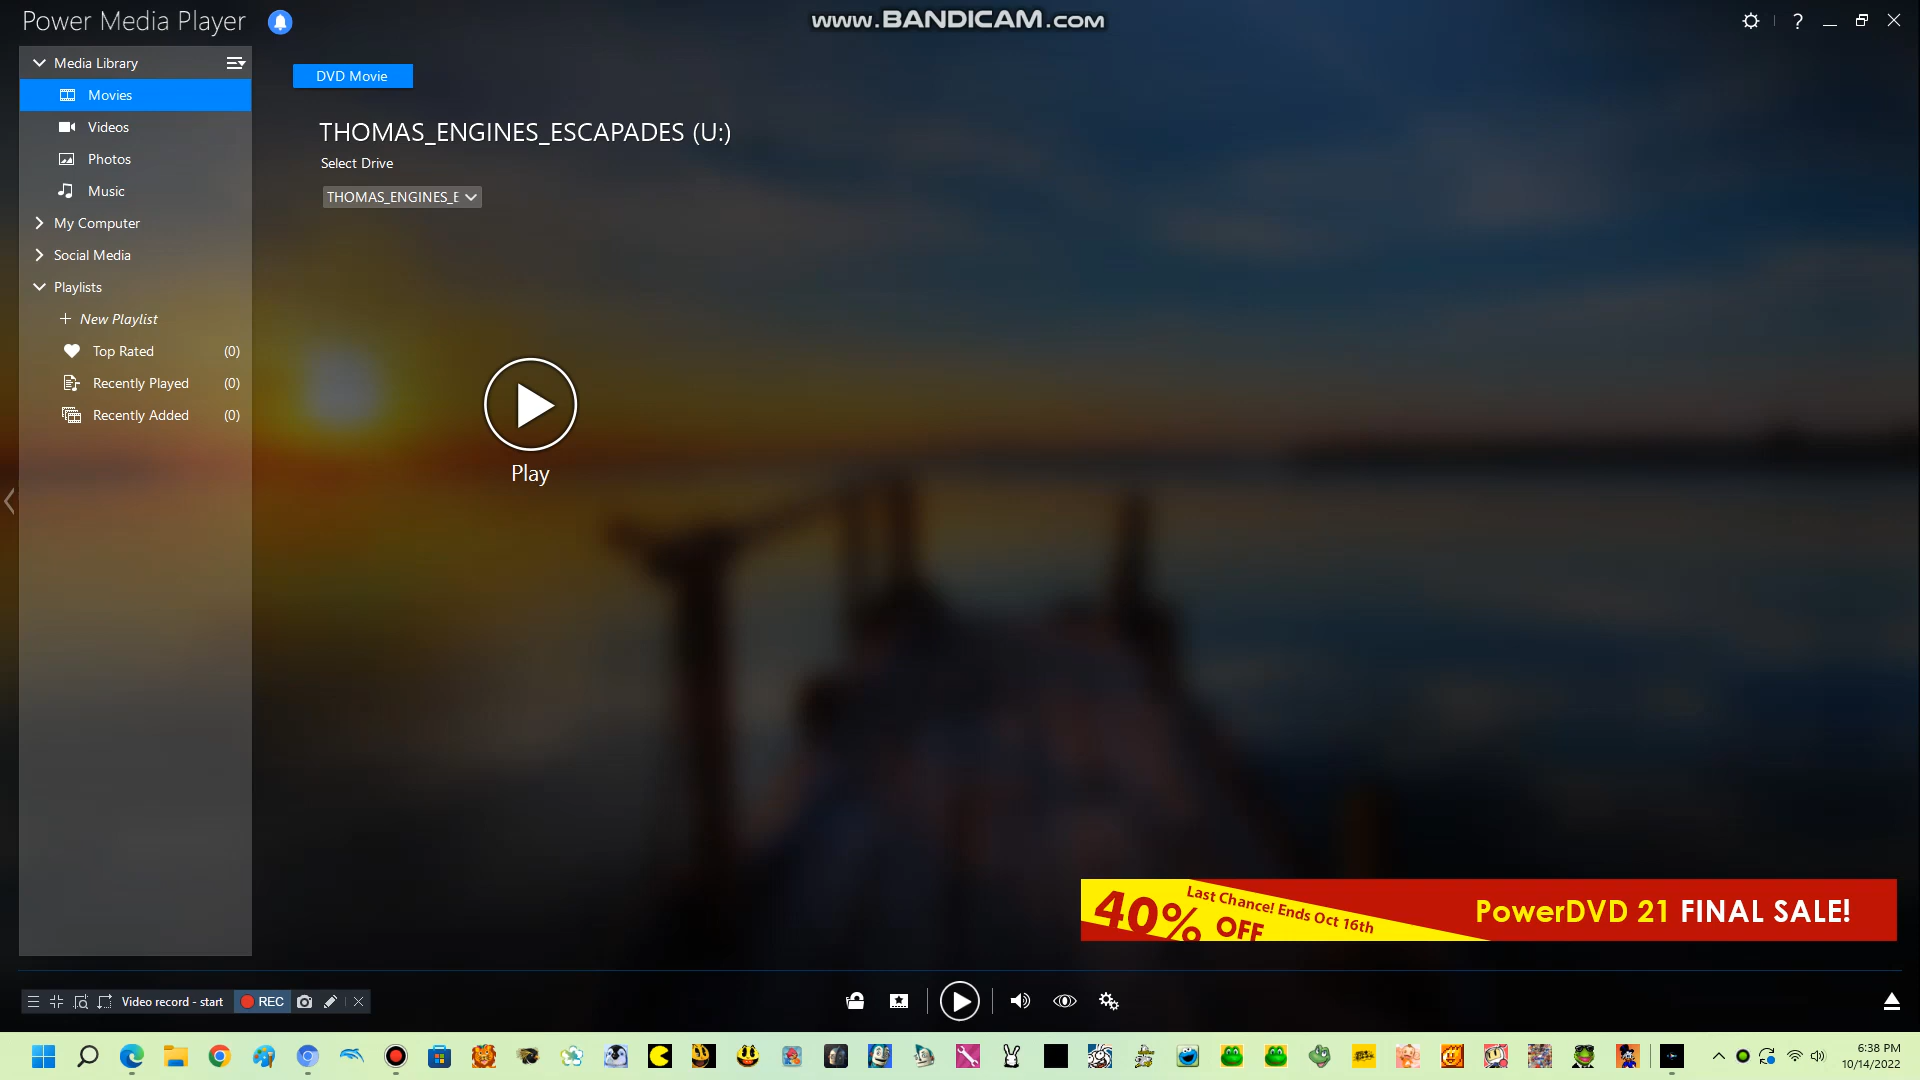 Power Media Player
www.BANDICAM.com
?
Media Library
Movies
Videos
Photos
Music
My Computer
Social Media
Playlists
New Playlist
Top Rated (0)
Recently Played (0)
Recently Added (0)
DVD Movie
THOMAS_ENGINES_ESCAPADES (U:)
Select Drive
THOMAS_ENGINES_E
Play
40% OFF
Last Chance! Ends Oct 16th
PowerDVD 21 FINAL SALE!
Video record - start
REC
6:38 PM
10/14/2022